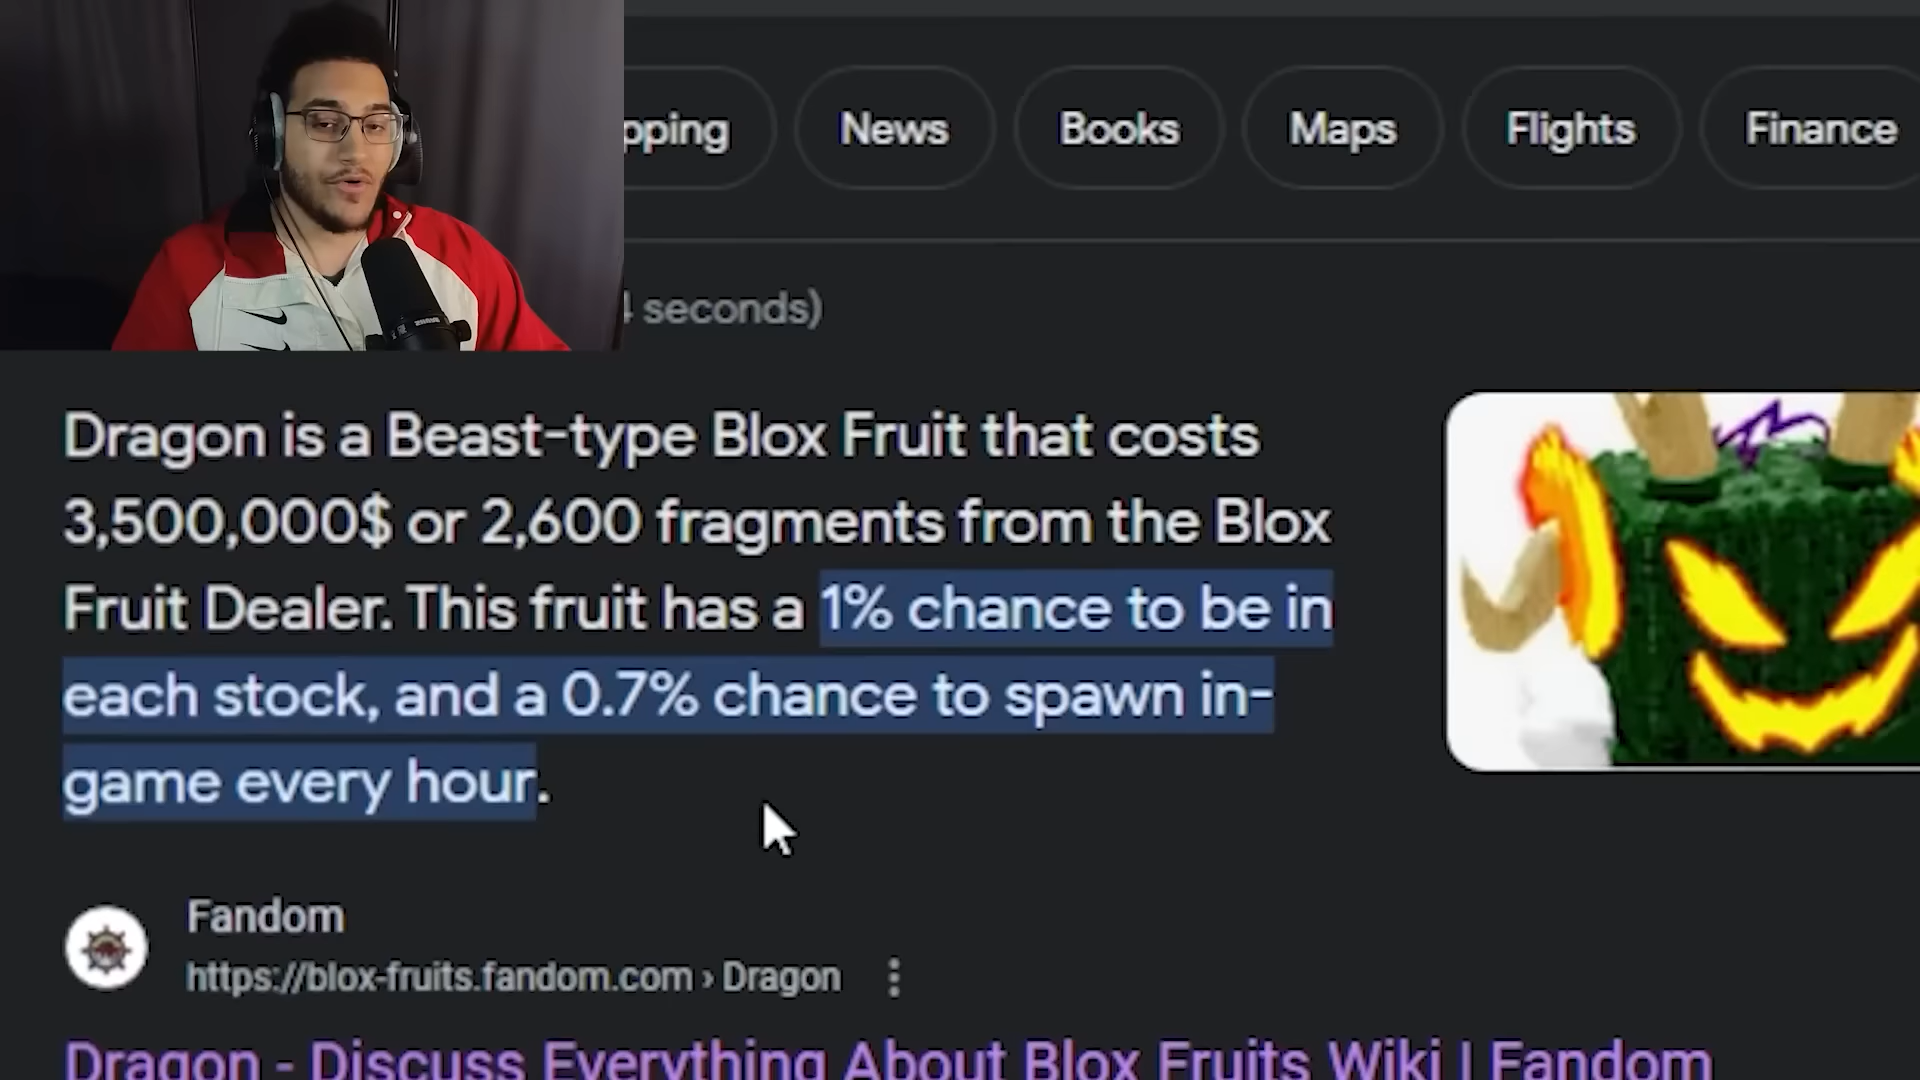 pping
News
Books
Maps
Flights
Finance
seconds)
Dragon is a Beast-type Blox Fruit that costs
3,500,000$ or 2,600 fragments from the Blox
Fruit Dealer. This fruit has a 1% chance to be in
each stock, and a 0.7% chance to spawn in-
game every hour.
Fandom
https://blox-fruits.fandom.com › Dragon
Dragon - Discuss Everything About Blox Fruits Wiki | Fandom